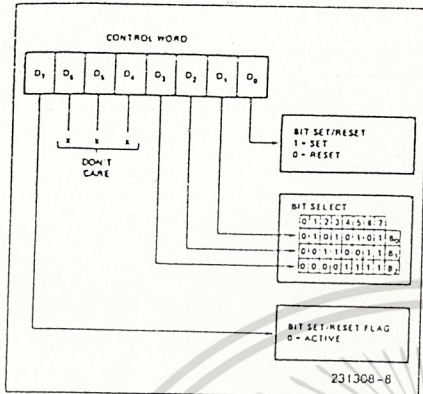 CONTROL WORD
D7 D6 D5 D4 D3 D2 D1 D0
X X X
DON'T
CARE
BIT SET/RESET
1 = SET
0 = RESET
BIT SELECT
0 1 2 3 4 5 6 7
0 1 0 1 0 1 0 1 B0
0 0 1 1 0 0 1 1 B1
0 0 0 0 1 1 1 1 B2
BIT SET/RESET FLAG
0 = ACTIVE
231308-8